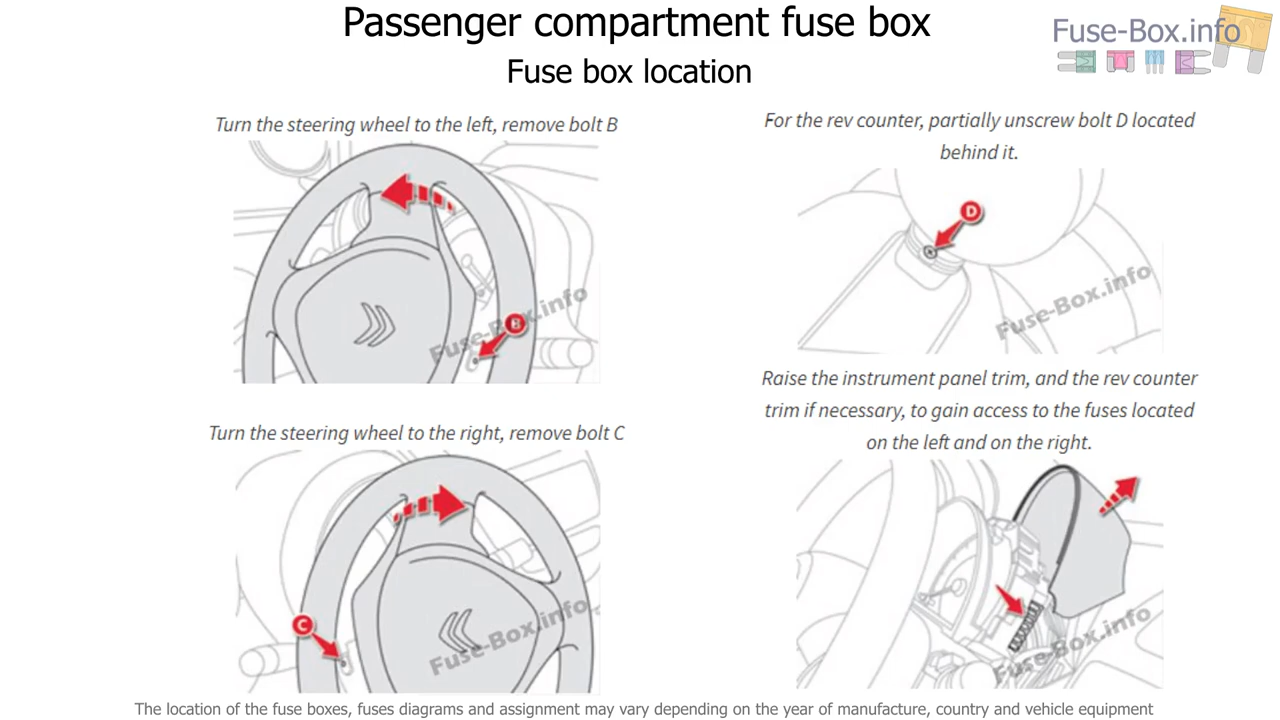 Passenger compartment fuse box
Fuse box location
Fuse-Box.info
Turn the steering wheel to the left, remove bolt B
B
Fuse-Box.info
Turn the steering wheel to the right, remove bolt C
C
Fuse-Box.info
For the rev counter, partially unscrew bolt D located
behind it.
D
Fuse-Box.info
Raise the instrument panel trim, and the rev counter
trim if necessary, to gain access to the fuses located
on the left and on the right.
Fuse-Box.info
The location of the fuse boxes, fuses diagrams and assignment may vary depending on the year of manufacture, country and vehicle equipment